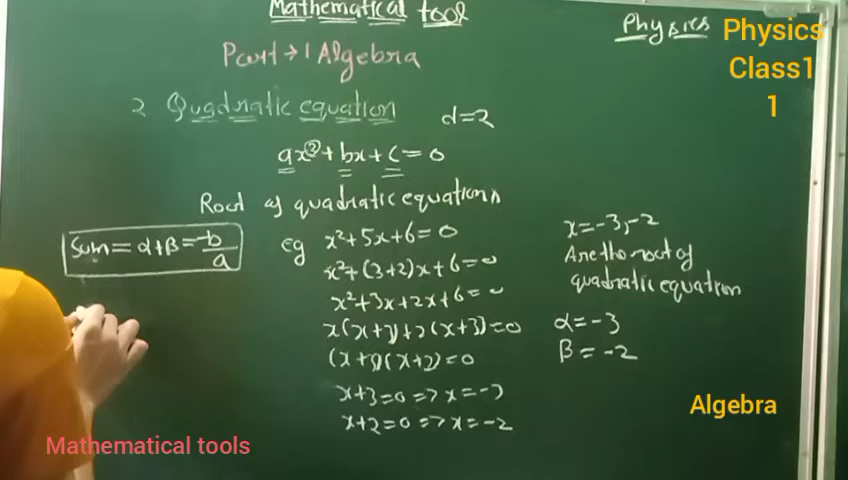 Mathematical tool
Physics
Physics
Class1
1
Part → 1 Algebra
2. Quadratic equation
d=2
ax²+bx+c=0
Root of quadratic equation
Sum = α+β = -b/a
eg x²+5x+6=0
x²+(3+2)x+6=0
x²+3x+2x+6=0
x(x+3)+2(x+3)=0
(x+3)(x+2)=0
x+3=0 => x=-3
x+2=0 => x=-2
x=-3,-2
Are the root of
quadratic equation
α=-3
β=-2
Algebra
Mathematical tools